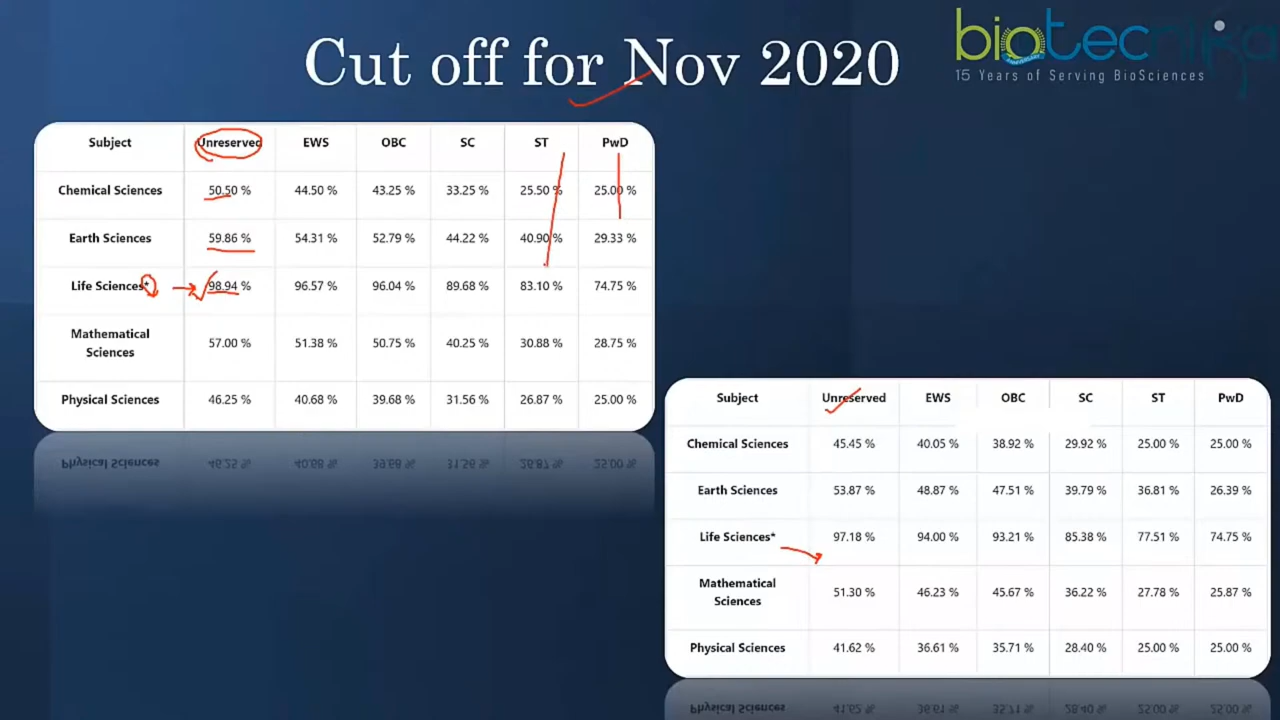 Cut off for Nov 2020
biotecnika
ANNIVERSARY
15 Years of Serving BioSciences
Subject Unreserved EWS OBC SC ST PwD
Chemical Sciences 50.50 % 44.50 % 43.25 % 33.25 % 25.50 % 25.00 %
Earth Sciences 59.86 % 54.31 % 52.79 % 44.22 % 40.90 % 29.33 %
Life Sciences* 98.94 % 96.57 % 96.04 % 89.68 % 83.10 % 74.75 %
Mathematical
Sciences 57.00 % 51.38 % 50.75 % 40.25 % 30.88 % 28.75 %
Physical Sciences 46.25 % 40.68 % 39.68 % 31.56 % 26.87 % 25.00 %
Subject Unreserved EWS OBC SC ST PwD
Chemical Sciences 45.45 % 40.05 % 38.92 % 29.92 % 25.00 % 25.00 %
Earth Sciences 53.87 % 48.87 % 47.51 % 39.79 % 36.81 % 26.39 %
Life Sciences* 97.18 % 94.00 % 93.21 % 85.38 % 77.51 % 74.75 %
Mathematical
Sciences 51.30 % 46.23 % 45.67 % 36.22 % 27.78 % 25.87 %
Physical Sciences 41.62 % 36.61 % 35.71 % 28.40 % 25.00 % 25.00 %